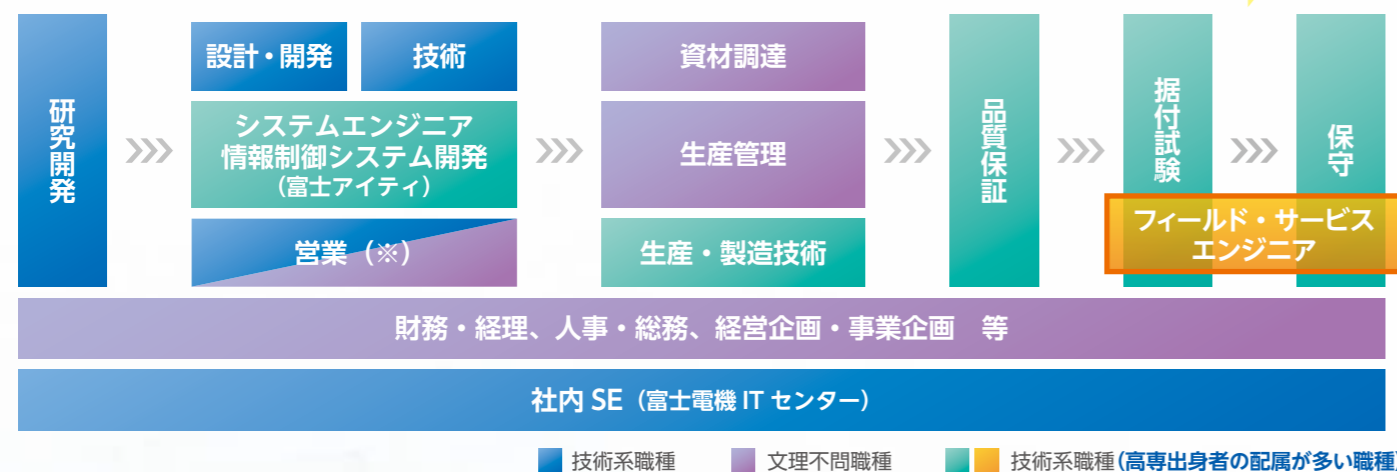 研究開発
設計・開発
技術
システムエンジニア
情報制御システム開発
（富士アイティ）
営業（※）
資材調達
生産管理
生産・製造技術
品質保証
据付試験
保守
フィールド・サービス
エンジニア
財務・経理、人事・総務、経営企画・事業企画　等
社内 SE（富士電機 IT センター）
技術系職種
文理不問職種
技術系職種（高専出身者の配属が多い職種